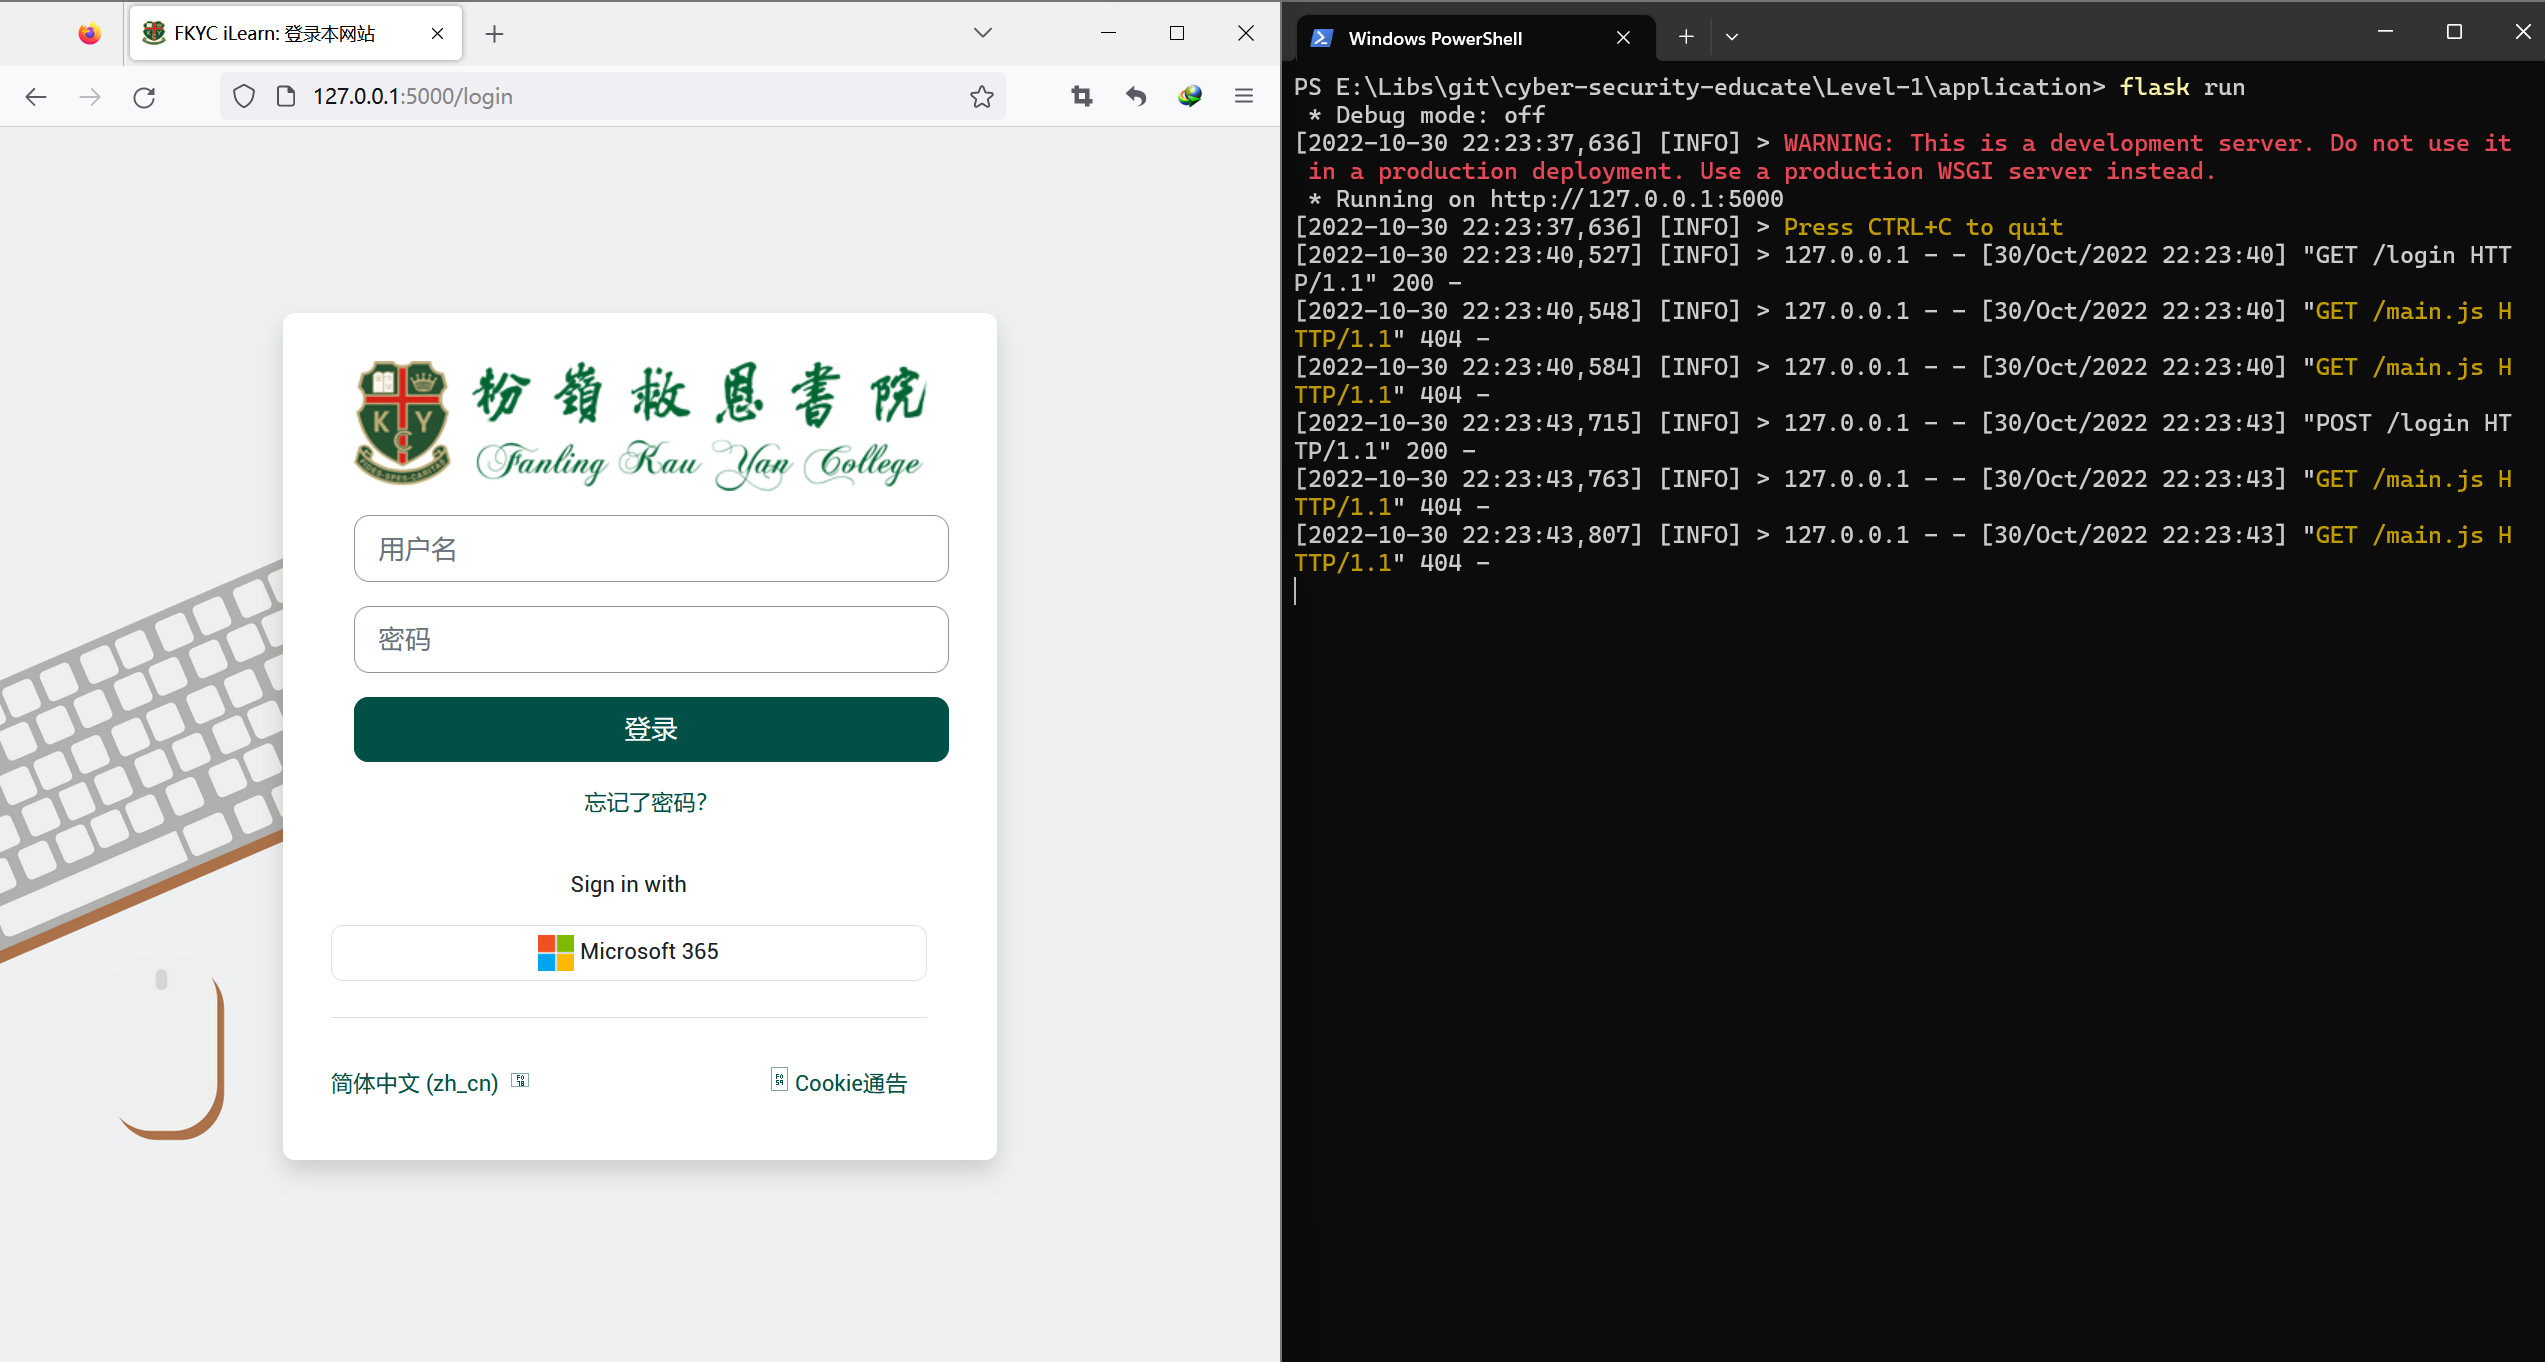 FKYC iLearn: 登录本网站
127.0.0.1:5000/login
粉嶺救恩書院
Fanling Kau Yan College
KYC
FIDES·SPES·CARITAS
用户名
密码
登录
忘记了密码?
Sign in with
Microsoft 365
简体中文 (zh_cn)
Cookie通告
Windows PowerShell
PS E:\Libs\git\cyber-security-educate\Level-1\application> flask run
 * Debug mode: off
[2022-10-30 22:23:37,636] [INFO] > WARNING: This is a development server. Do not use it
 in a production deployment. Use a production WSGI server instead.
 * Running on http://127.0.0.1:5000
[2022-10-30 22:23:37,636] [INFO] > Press CTRL+C to quit
[2022-10-30 22:23:40,527] [INFO] > 127.0.0.1 - - [30/Oct/2022 22:23:40] "GET /login HTT
P/1.1" 200 -
[2022-10-30 22:23:40,548] [INFO] > 127.0.0.1 - - [30/Oct/2022 22:23:40] "GET /main.js H
TTP/1.1" 404 -
[2022-10-30 22:23:40,584] [INFO] > 127.0.0.1 - - [30/Oct/2022 22:23:40] "GET /main.js H
TTP/1.1" 404 -
[2022-10-30 22:23:43,715] [INFO] > 127.0.0.1 - - [30/Oct/2022 22:23:43] "POST /login HT
TP/1.1" 200 -
[2022-10-30 22:23:43,763] [INFO] > 127.0.0.1 - - [30/Oct/2022 22:23:43] "GET /main.js H
TTP/1.1" 404 -
[2022-10-30 22:23:43,807] [INFO] > 127.0.0.1 - - [30/Oct/2022 22:23:43] "GET /main.js H
TTP/1.1" 404 -